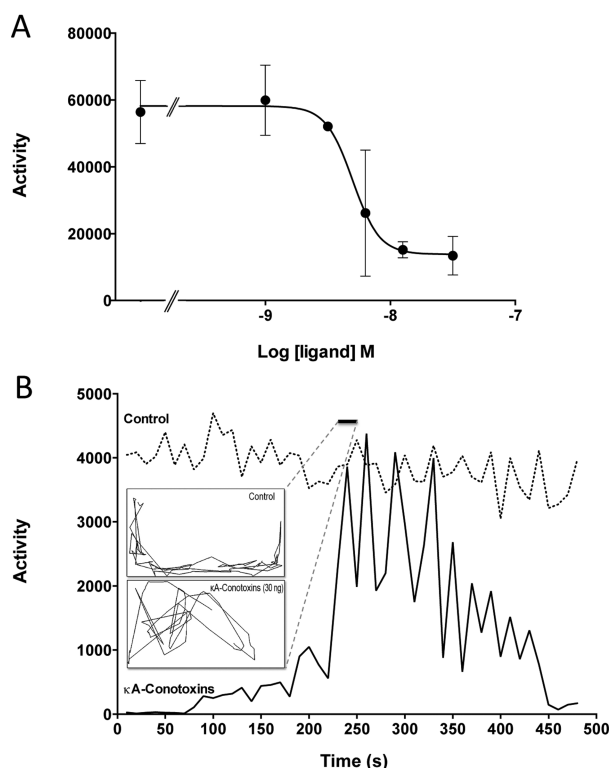 A
80000
60000
40000
20000
0
Activity
-9
-8
-7
Log [ligand] M
B
5000
4000
3000
2000
1000
0
Activity
Control
Control
κA-Conotoxins (30 ng)
κA-Conotoxins
0 50 100 150 200 250 300 350 400 450 500
Time (s)